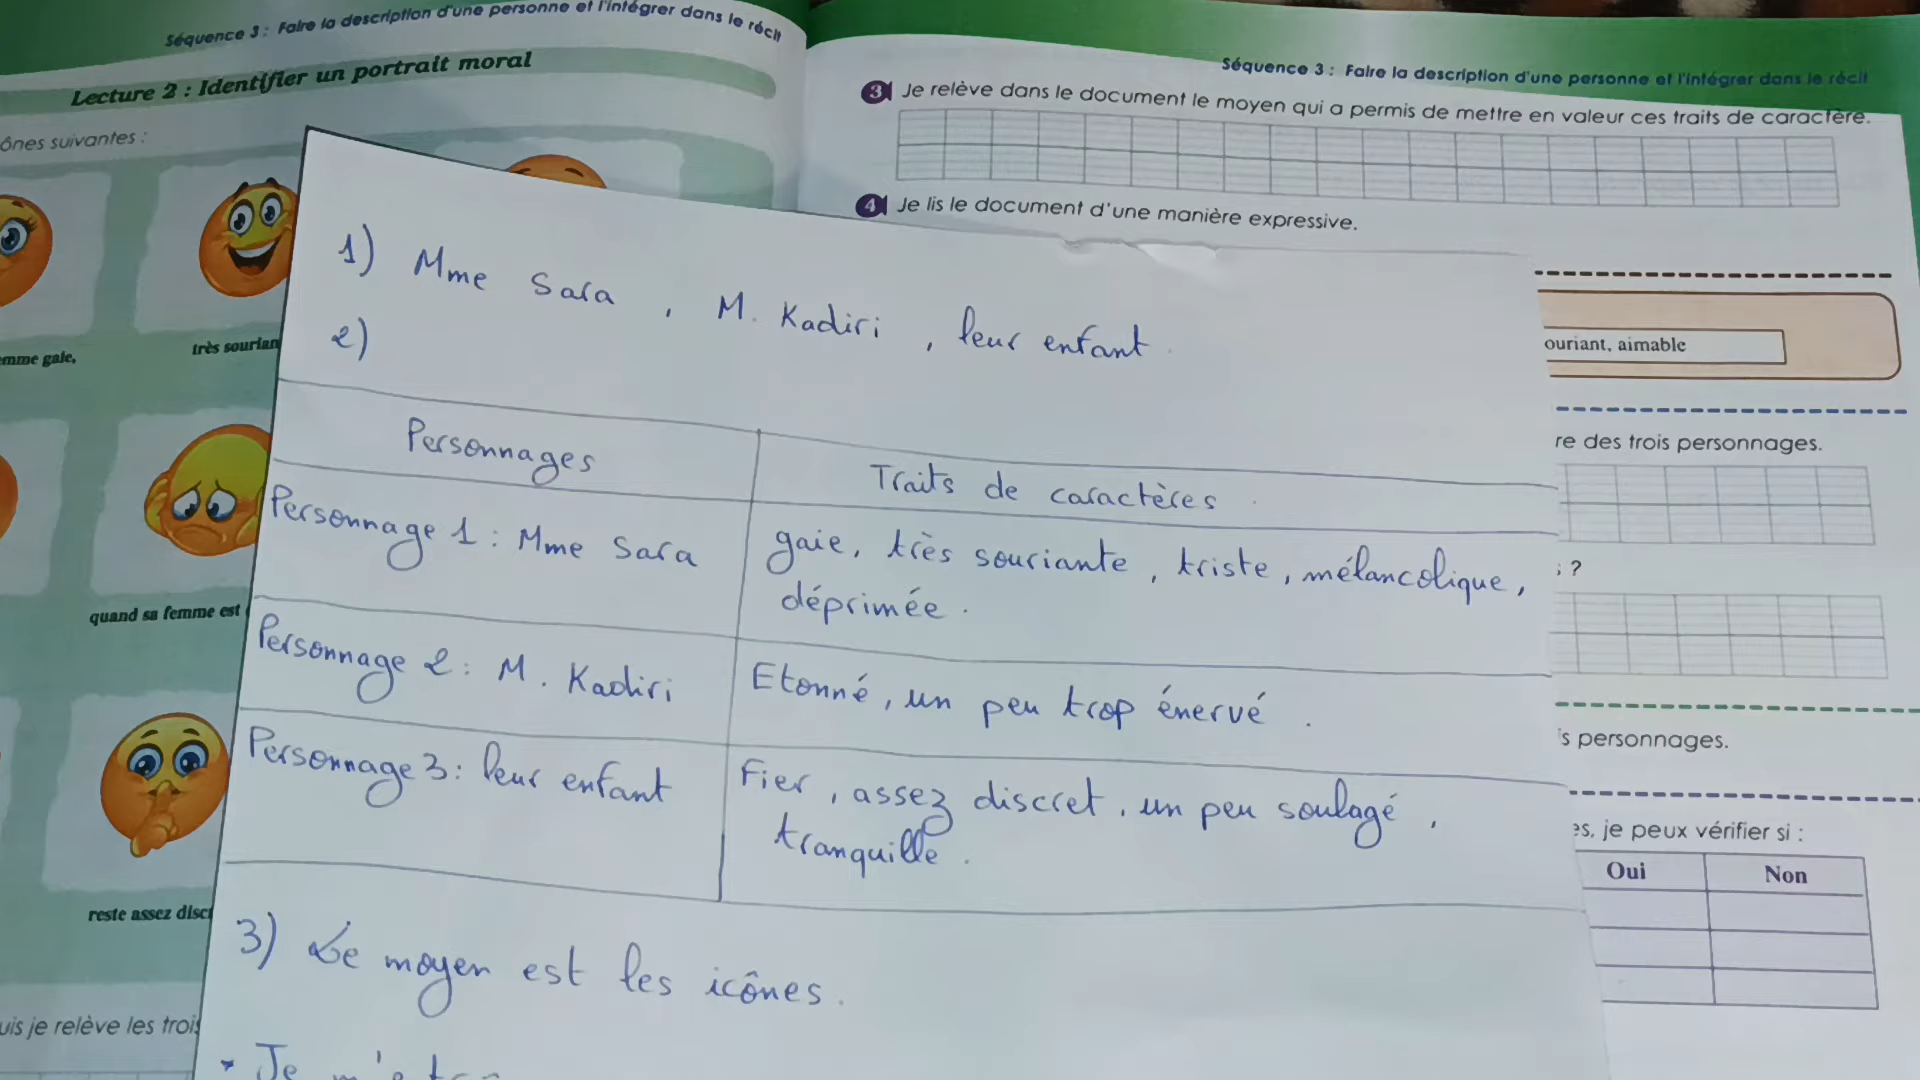 Séquence 3 : Faire la description d'une personne et l'intégrer dans le récit
Lecture 2 : Identifier un portrait moral
ônes suivantes :
emme gaie,
très sourian
quand sa femme est
reste assez discr
uis je relève les trois
Séquence 3 : Faire la description d'une personne et l'intégrer dans le récit
3 Je relève dans le document le moyen qui a permis de mettre en valeur ces traits de caractère.
4 Je lis le document d'une manière expressive.
ouriant, aimable
re des trois personnages.
s ?
s personnages.
es, je peux vérifier si :
Oui Non
1) Mme Sara , M. Kadiri , leur enfant .
2)
Personnages Traits de caractères .
Personnage 1 : Mme Sara gaie, très souriante, triste, mélancolique,
déprimée .
Personnage 2 : M. Kadiri Etonné, un peu trop énervé .
Personnage 3 : leur enfant Fier, assez discret, un peu soulagé ,
tranquille .
3) Le moyen est les icônes .
* Je